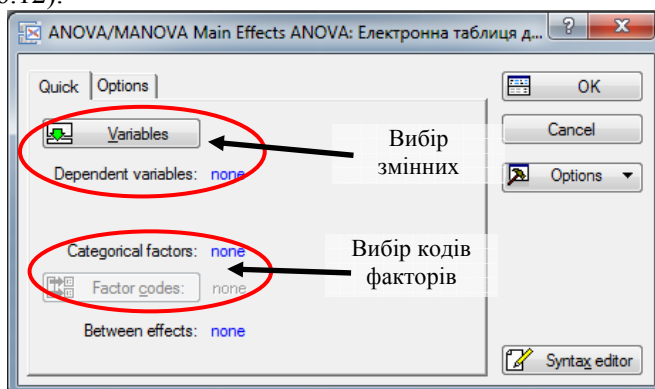 ANOVA/MANOVA Main Effects ANOVA: Електронна таблиця д...
Quick
Options
OK
Variables
Вибір
змінних
Cancel
Dependent variables: none
Options
Categorical factors: none
Вибір кодів
факторів
Factor codes: none
Between effects: none
Syntax editor